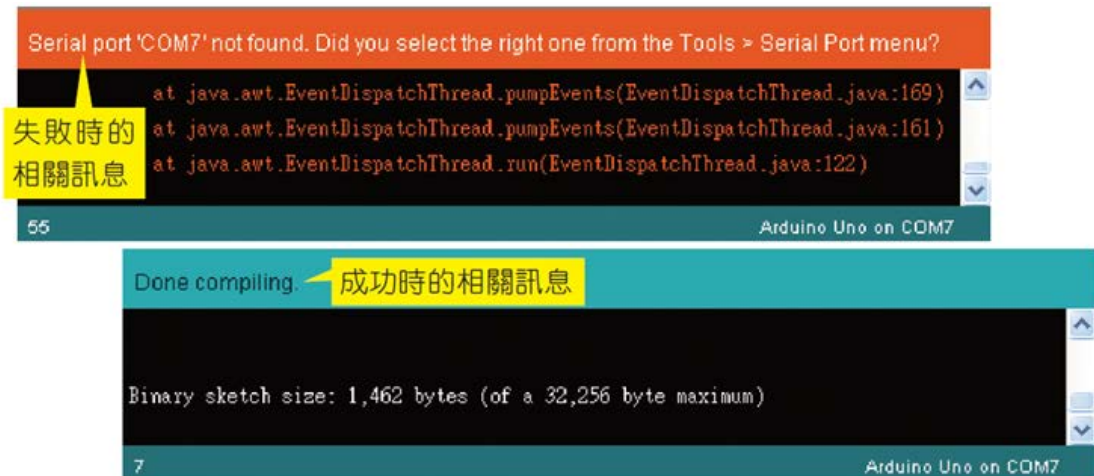 Serial port 'COM7' not found. Did you select the right one from the Tools > Serial Port menu?
at java.awt.EventDispatchThread.pumpEvents(EventDispatchThread.java:169)
at java.awt.EventDispatchThread.pumpEvents(EventDispatchThread.java:161)
at java.awt.EventDispatchThread.run(EventDispatchThread.java:122)
失敗時的
相關訊息
55
Arduino Uno on COM7
Done compiling.
成功時的相關訊息
Binary sketch size: 1,462 bytes (of a 32,256 byte maximum)
7
Arduino Uno on COM7